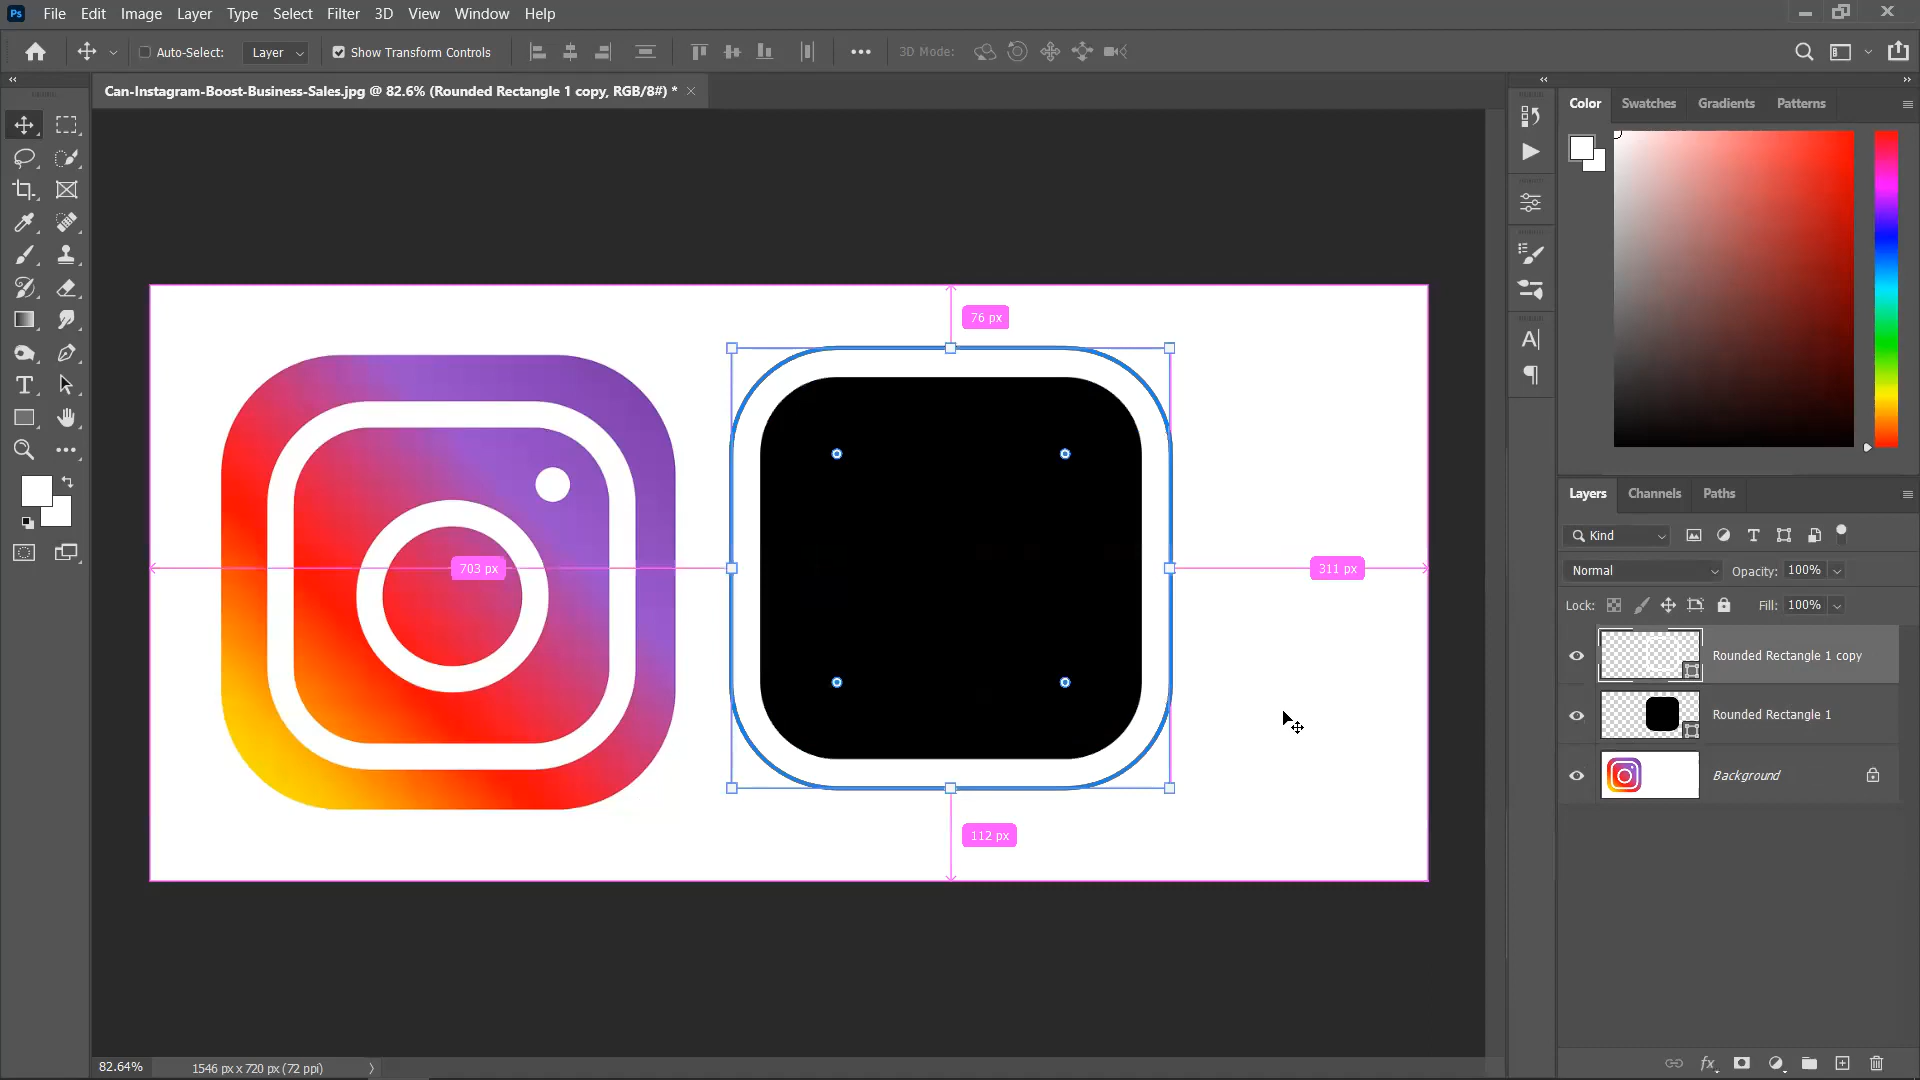 Ps File Edit Image Layer Type Select Filter 3D View Window Help
Auto-Select: Layer Show Transform Controls 3D Mode:
Can-Instagram-Boost-Business-Sales.jpg @ 82.6% (Rounded Rectangle 1 copy, RGB/8#) *
Color Swatches Gradients Patterns
76 px
703 px
311 px
112 px
Layers Channels Paths
Kind
Normal Opacity: 100%
Lock: Fill: 100%
Rounded Rectangle 1 copy
Rounded Rectangle 1
Background
fx
82.64% 1546 px x 720 px (72 ppi)